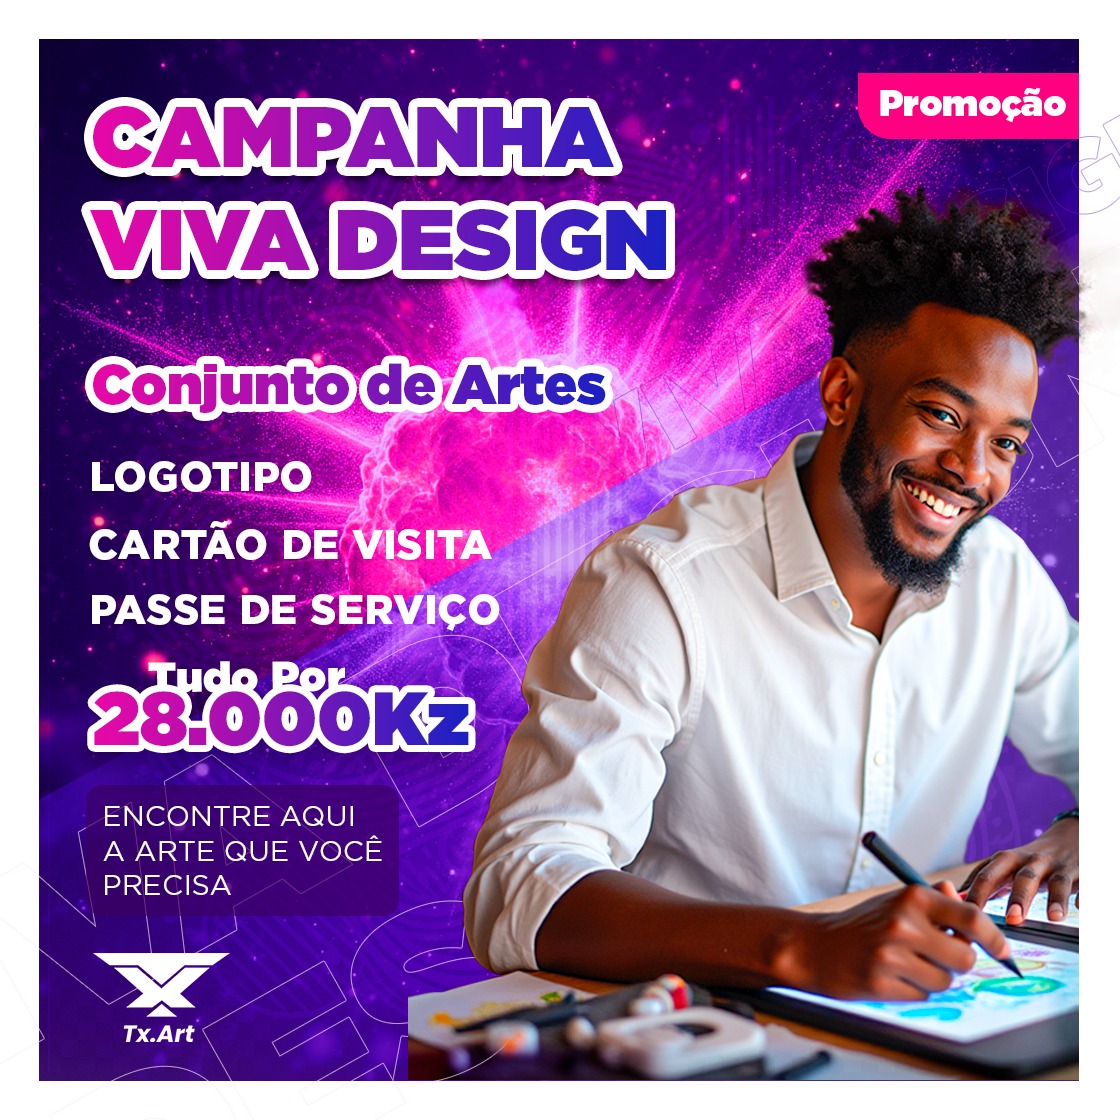 Promoção
CAMPANHA
VIVA DESIGN
Conjunto de Artes
LOGOTIPO
CARTÃO DE VISITA
PASSE DE SERVIÇO
Tudo Por
28.000Kz
ENCONTRE AQUI
A ARTE QUE VOCÊ
PRECISA
Tx.Art